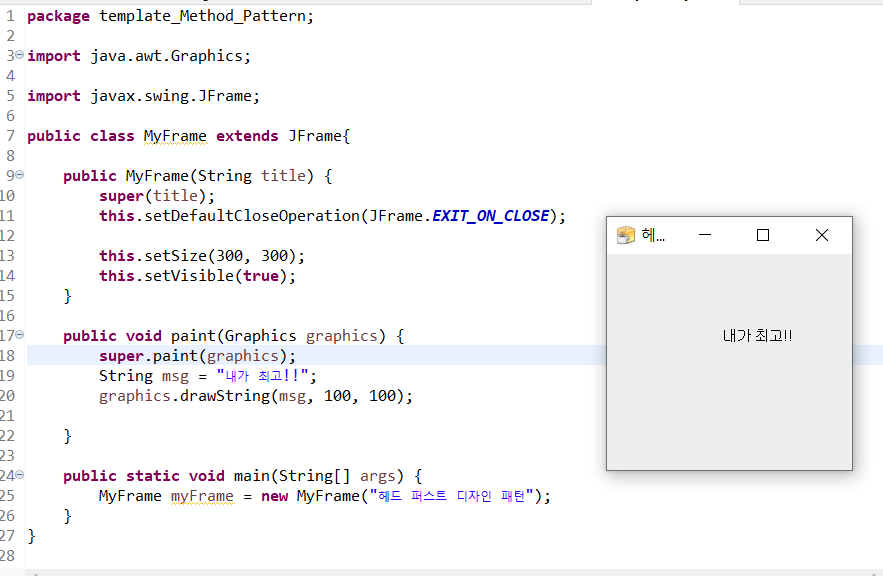 1 package template_Method_Pattern;
2
3 import java.awt.Graphics;
4
5 import javax.swing.JFrame;
6
7 public class MyFrame extends JFrame{
8
9 public MyFrame(String title) {
10 super(title);
11 this.setDefaultCloseOperation(JFrame.EXIT_ON_CLOSE);
12
13 this.setSize(300, 300);
14 this.setVisible(true);
15 }
16
17 public void paint(Graphics graphics) {
18 super.paint(graphics);
19 String msg = "내가 최고!!";
20 graphics.drawString(msg, 100, 100);
21
22 }
23
24 public static void main(String[] args) {
25 MyFrame myFrame = new MyFrame("헤드 퍼스트 디자인 패턴");
26 }
27 }
28
헤...
내가 최고!!